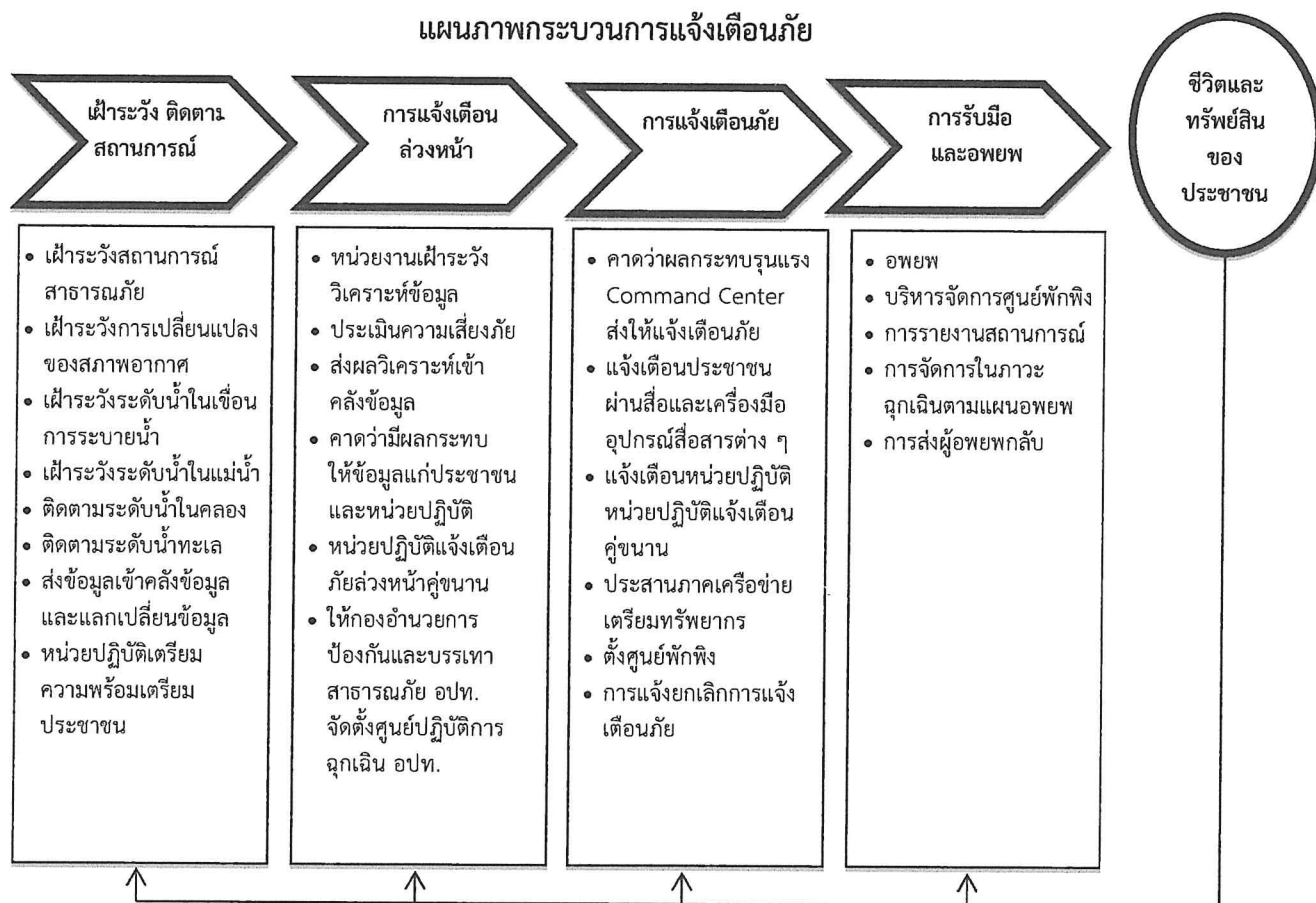 แผนภาพกระบวนการแจ้งเตือนภัย
เฝ้าระวัง ติดตาม
สถานการณ์
การแจ้งเตือน
ล่วงหน้า
การแจ้งเตือนภัย
การรับมือ
และอพยพ
ชีวิตและ
ทรัพย์สิน
ของ
ประชาชน
• เฝ้าระวังสถานการณ์
สาธารณภัย
• เฝ้าระวังการเปลี่ยนแปลง
ของสภาพอากาศ
• เฝ้าระวังระดับน้ำในเขื่อน
การระบายน้ำ
• เฝ้าระวังระดับน้ำในแม่น้ำ
• ติดตามระดับน้ำในคลอง
• ติดตามระดับน้ำทะเล
• ส่งข้อมูลเข้าคลังข้อมูล
และแลกเปลี่ยนข้อมูล
• หน่วยปฏิบัติเตรียม
ความพร้อมเตรียม
ประชาชน
• หน่วยงานเฝ้าระวัง
วิเคราะห์ข้อมูล
• ประเมินความเสี่ยงภัย
• ส่งผลวิเคราะห์เข้า
คลังข้อมูล
• คาดว่ามีผลกระทบ
ให้ข้อมูลแก่ประชาชน
และหน่วยปฏิบัติ
• หน่วยปฏิบัติแจ้งเตือน
ภัยล่วงหน้าคู่ขนาน
• ให้กองอำนวยการ
ป้องกันและบรรเทา
สาธารณภัย อปท.
จัดตั้งศูนย์ปฏิบัติการ
ฉุกเฉิน อปท.
• คาดว่าผลกระทบรุนแรง
Command Center
ส่งให้แจ้งเตือนภัย
• แจ้งเตือนประชาชน
ผ่านสื่อและเครื่องมือ
อุปกรณ์สื่อสารต่าง ๆ
• แจ้งเตือนหน่วยปฏิบัติ
หน่วยปฏิบัติแจ้งเตือน
คู่ขนาน
• ประสานภาคเครือข่าย
เตรียมทรัพยากร
• ตั้งศูนย์พักพิง
• การแจ้งยกเลิกการแจ้ง
เตือนภัย
• อพยพ
• บริหารจัดการศูนย์พักพิง
• การรายงานสถานการณ์
• การจัดการในภาวะ
ฉุกเฉินตามแผนอพยพ
• การส่งผู้อพยพกลับ